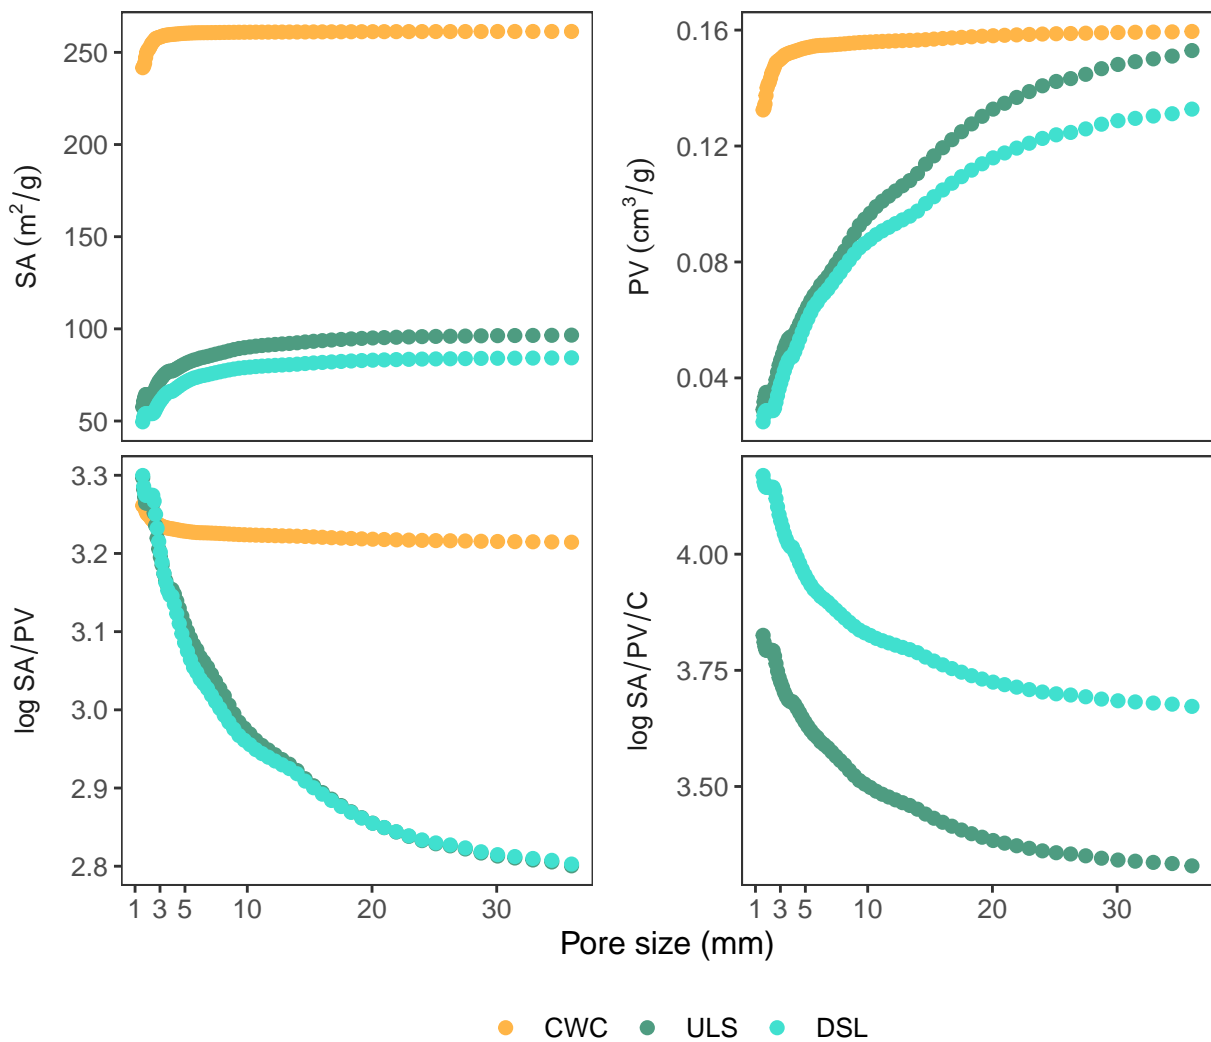 SA (m²/g)
250
200
150
100
50
PV (cm³/g)
0.16
0.12
0.08
0.04
log SA/PV
3.3
3.2
3.1
3.0
2.9
2.8
log SA/PV/C
4.00
3.75
3.50
1 3 5 10 20 30
1 3 5 10 20 30
Pore size (mm)
CWC ULS DSL